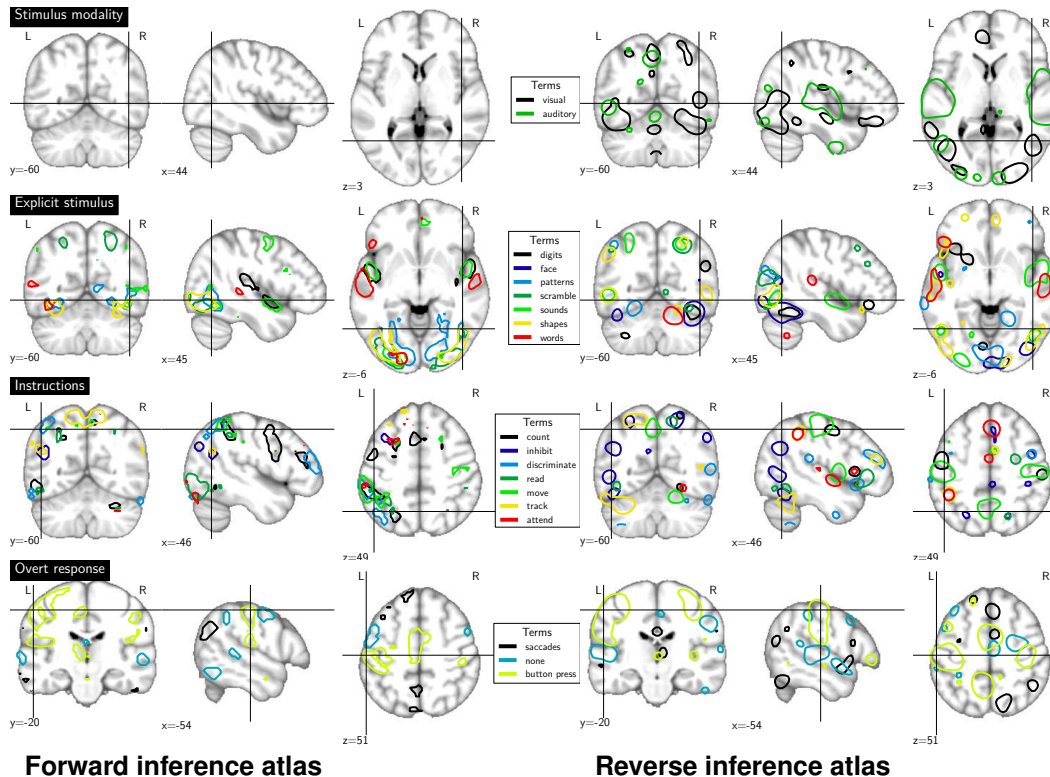 Stimulus modality
L R
y=-60
x=44
z=3
Terms
visual
auditory
L R
y=-60
x=44
L R
z=3
Explicit stimulus
L R
y=-60
x=45
L R
z=-6
Terms
digits
face
patterns
scramble
sounds
shapes
words
L R
y=-60
x=45
L R
z=-6
Instructions
L R
y=-60
x=-46
L R
z=49
Terms
count
inhibit
discriminate
read
move
track
attend
L R
y=-60
x=-46
L R
z=49
Overt response
L R
y=-20
x=-54
L R
z=51
Terms
saccades
none
button press
L R
y=-20
x=-54
L R
z=51
Forward inference atlas
Reverse inference atlas